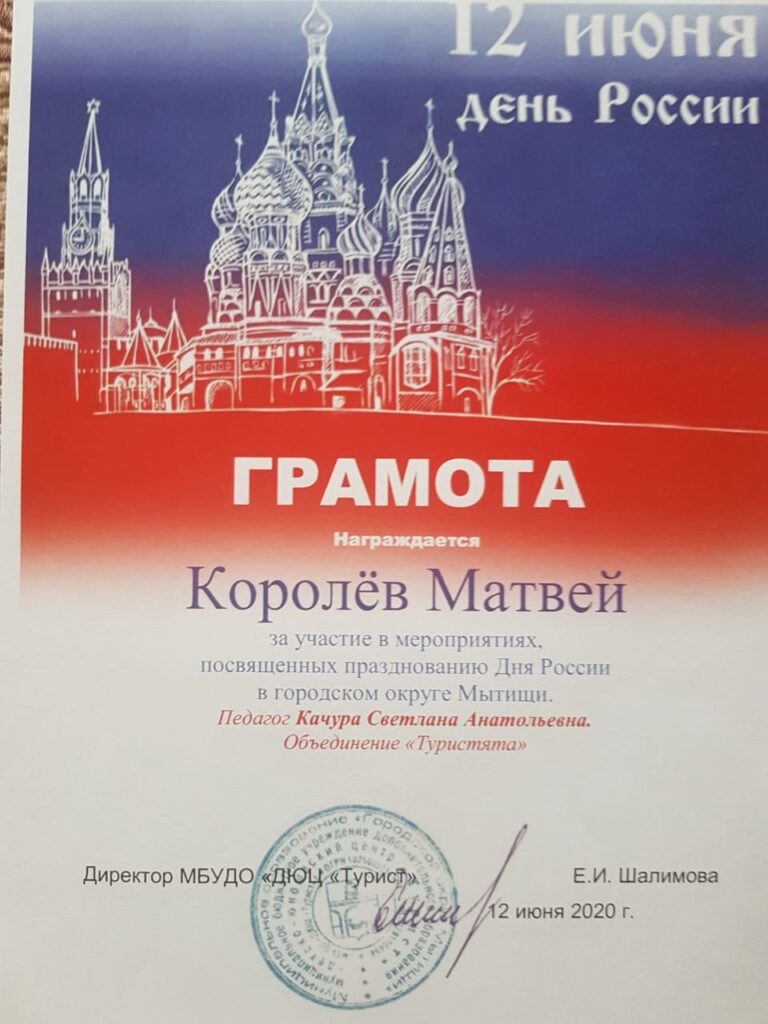 12 июня
день России
ГРАМОТА
Награждается
Королёв Матвей
за участие в мероприятиях,
посвященных празднованию Дня России
в городском округе Мытищи.
Педагог Качура Светлана Анатольевна.
Объединение «Туристята»
Директор МБУДО «ДЮЦ «Турист»
Е.И. Шалимова
12 июня 2020 г.